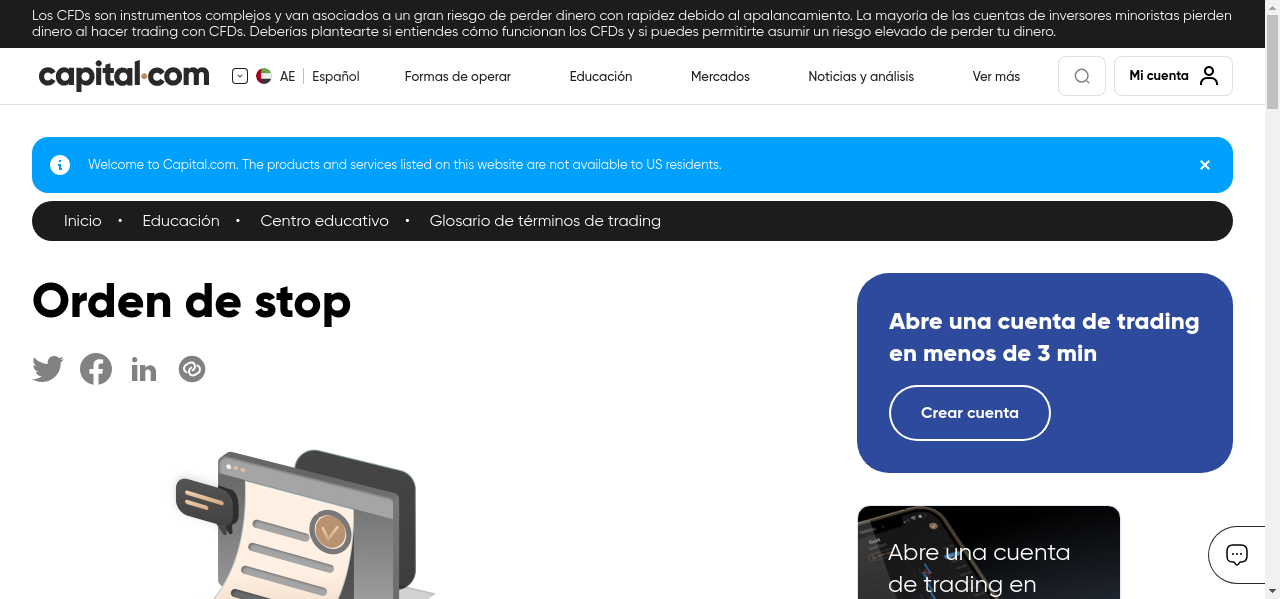 Los CFDs son instrumentos complejos y van asociados a un gran riesgo de perder dinero con rapidez debido al apalancamiento. La mayoría de las cuentas de inversores minoristas pierden
dinero al hacer trading con CFDs. Deberías plantearte si entiendes cómo funcionan los CFDs y si puedes permitirte asumir un riesgo elevado de perder tu dinero.
capital.com
AE
Español
Formas de operar
Educación
Mercados
Noticias y análisis
Ver más
Mi cuenta
Welcome to Capital.com. The products and services listed on this website are not available to US residents.
Inicio • Educación • Centro educativo • Glosario de términos de trading
Orden de stop
Abre una cuenta de trading
en menos de 3 min
Crear cuenta
Abre una cuenta
de trading en